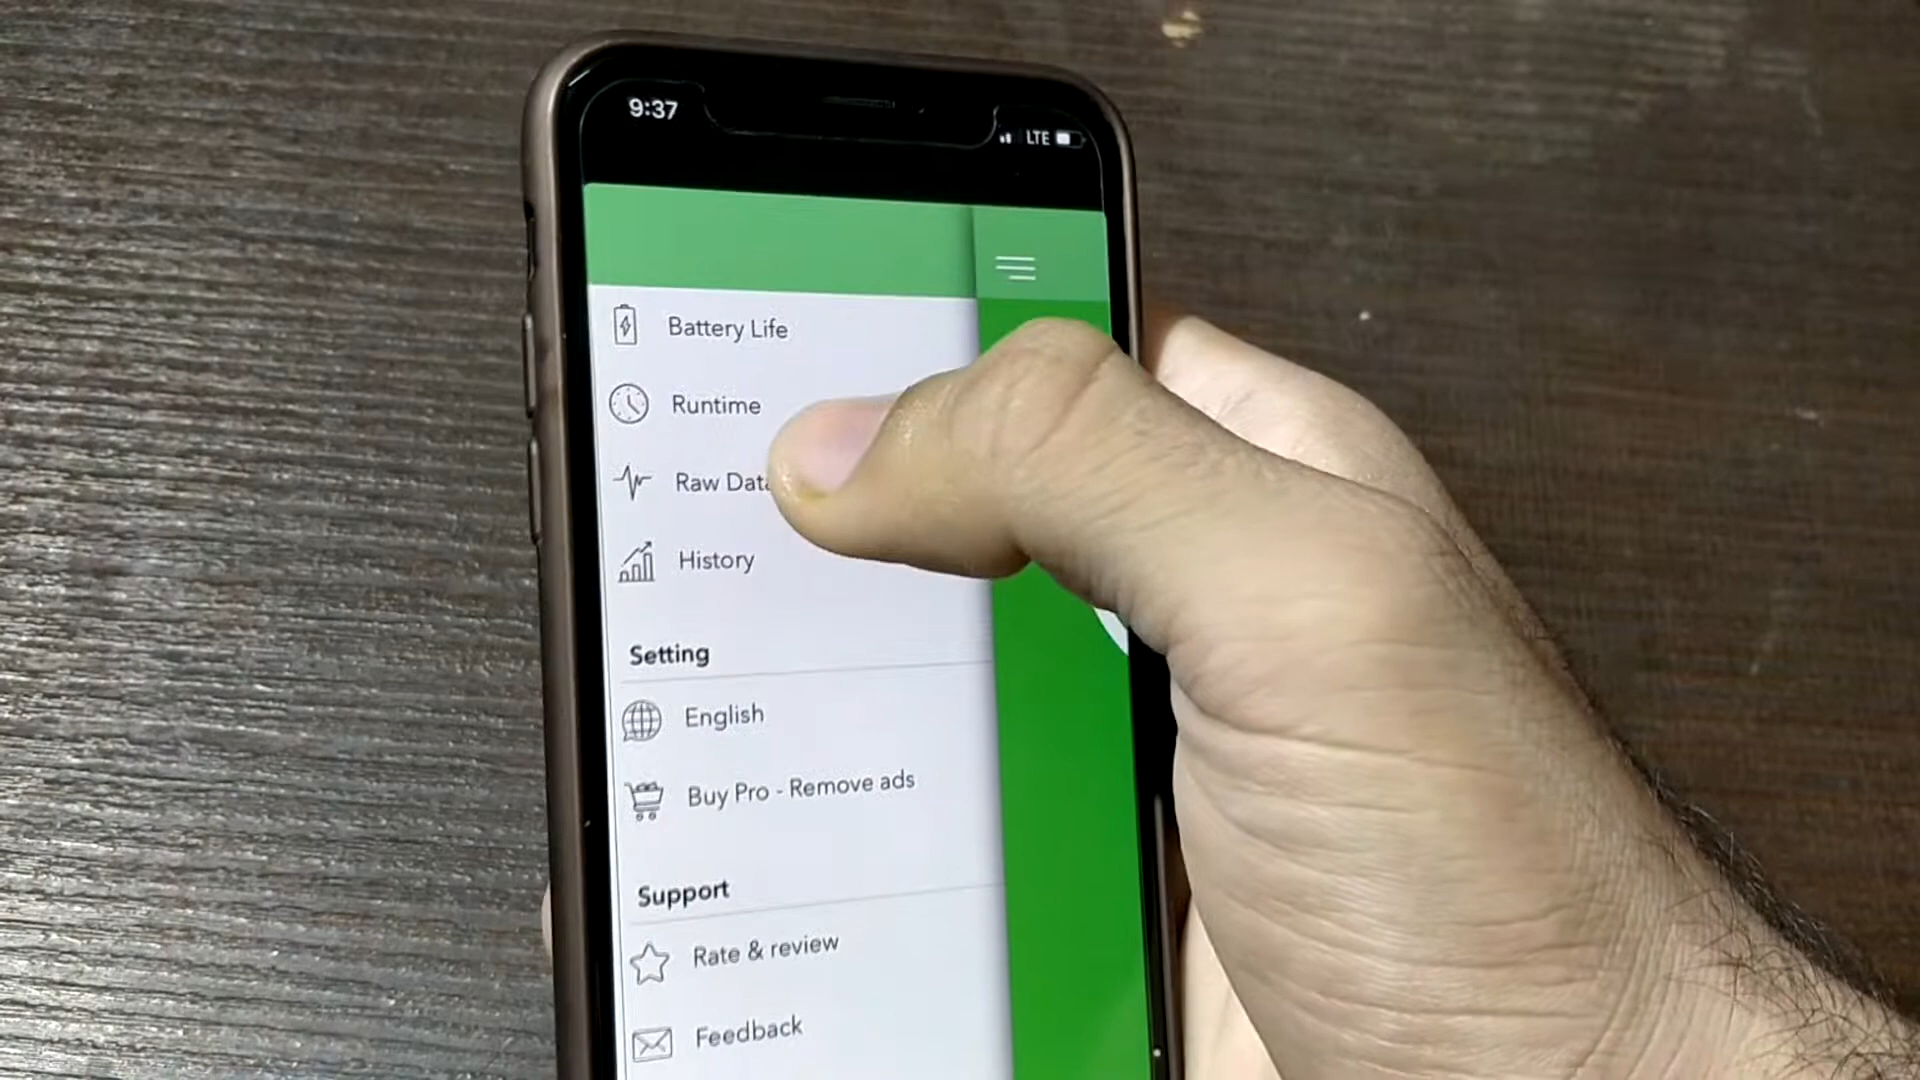 9:37
LTE
Battery Life
Runtime
Raw Data
History
Setting
English
Buy Pro - Remove ads
Support
Rate & review
Feedback